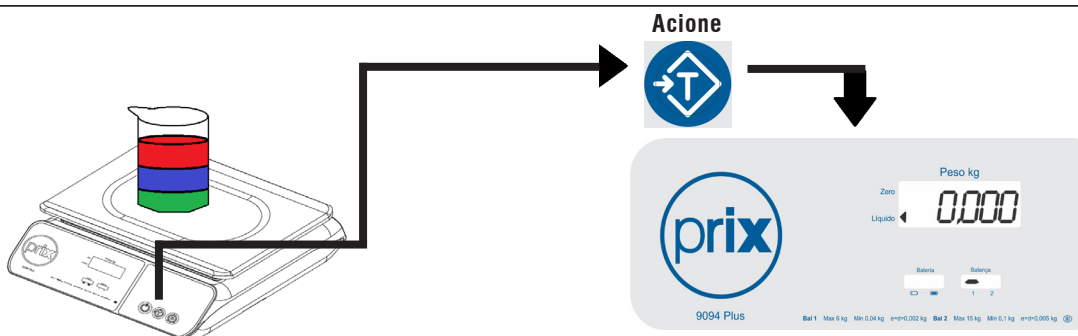 Acione
T
Peso kg
Zero
0,000
Líquido
prix
prix
Bateria
Balança
1 2
9094 Plus
Bal 1 Max 6 kg Min 0,04 kg e=d=0,002 kg Bal 2 Max 15 kg Min 0,1 kg e=d=0,005 kg